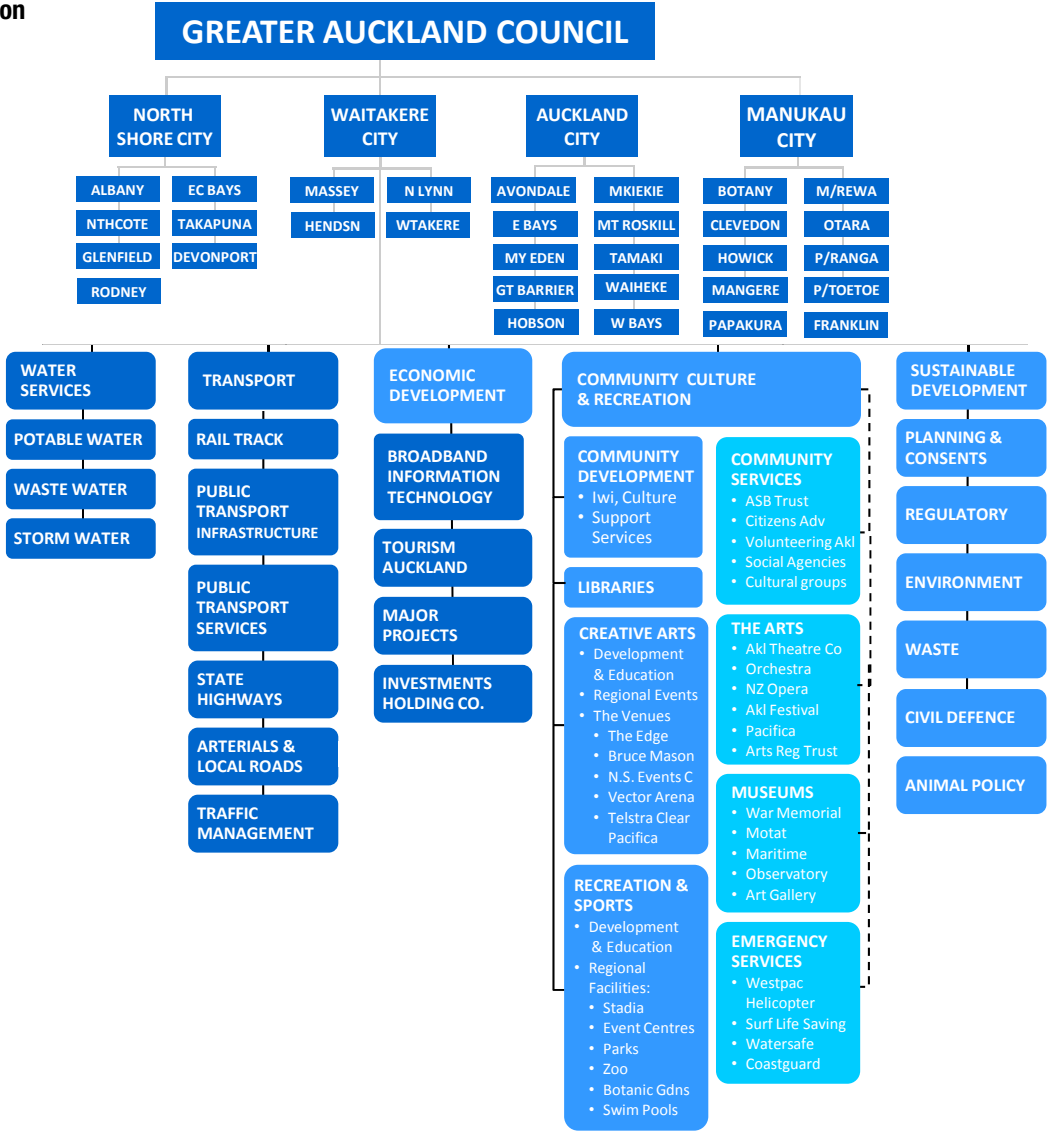 on
GREATER AUCKLAND COUNCIL
NORTH
SHORE CITY
WAITAKERE
CITY
AUCKLAND
CITY
MANUKAU
CITY
ALBANY
EC BAYS
NTHCOTE
TAKAPUNA
GLENFIELD
DEVONPORT
RODNEY
MASSEY
N LYNN
HENDSN
WTAKERE
AVONDALE
MKIEKIE
E BAYS
MT ROSKILL
MY EDEN
TAMAKI
GT BARRIER
WAIHEKE
HOBSON
W BAYS
BOTANY
M/REWA
CLEVEDON
OTARA
HOWICK
P/RANGA
MANGERE
P/TOETOE
PAPAKURA
FRANKLIN
WATER
SERVICES
POTABLE WATER
WASTE WATER
STORM WATER
TRANSPORT
RAIL TRACK
PUBLIC
TRANSPORT
INFRASTRUCTURE
PUBLIC
TRANSPORT
SERVICES
STATE
HIGHWAYS
ARTERIALS &
LOCAL ROADS
TRAFFIC
MANAGEMENT
ECONOMIC
DEVELOPMENT
BROADBAND
INFORMATION
TECHNOLOGY
TOURISM
AUCKLAND
MAJOR
PROJECTS
INVESTMENTS
HOLDING CO.
COMMUNITY CULTURE
& RECREATION
COMMUNITY
DEVELOPMENT
• Iwi, Culture
• Support
Services
LIBRARIES
CREATIVE ARTS
• Development
& Education
• Regional Events
• The Venues
• The Edge
• Bruce Mason
• N.S. Events C
• Vector Arena
• Telstra Clear
Pacifica
RECREATION &
SPORTS
• Development
& Education
• Regional
Facilities:
• Stadia
• Event Centres
• Parks
• Zoo
• Botanic Gdns
• Swim Pools
COMMUNITY
SERVICES
• ASB Trust
• Citizens Adv
• Volunteering Akl
• Social Agencies
• Cultural groups
THE ARTS
• Akl Theatre Co
• Orchestra
• NZ Opera
• Akl Festival
• Pacifica
• Arts Reg Trust
MUSEUMS
• War Memorial
• Motat
• Maritime
• Observatory
• Art Gallery
EMERGENCY
SERVICES
• Westpac
Helicopter
• Surf Life Saving
• Watersafe
• Coastguard
SUSTAINABLE
DEVELOPMENT
PLANNING &
CONSENTS
REGULATORY
ENVIRONMENT
WASTE
CIVIL DEFENCE
ANIMAL POLICY